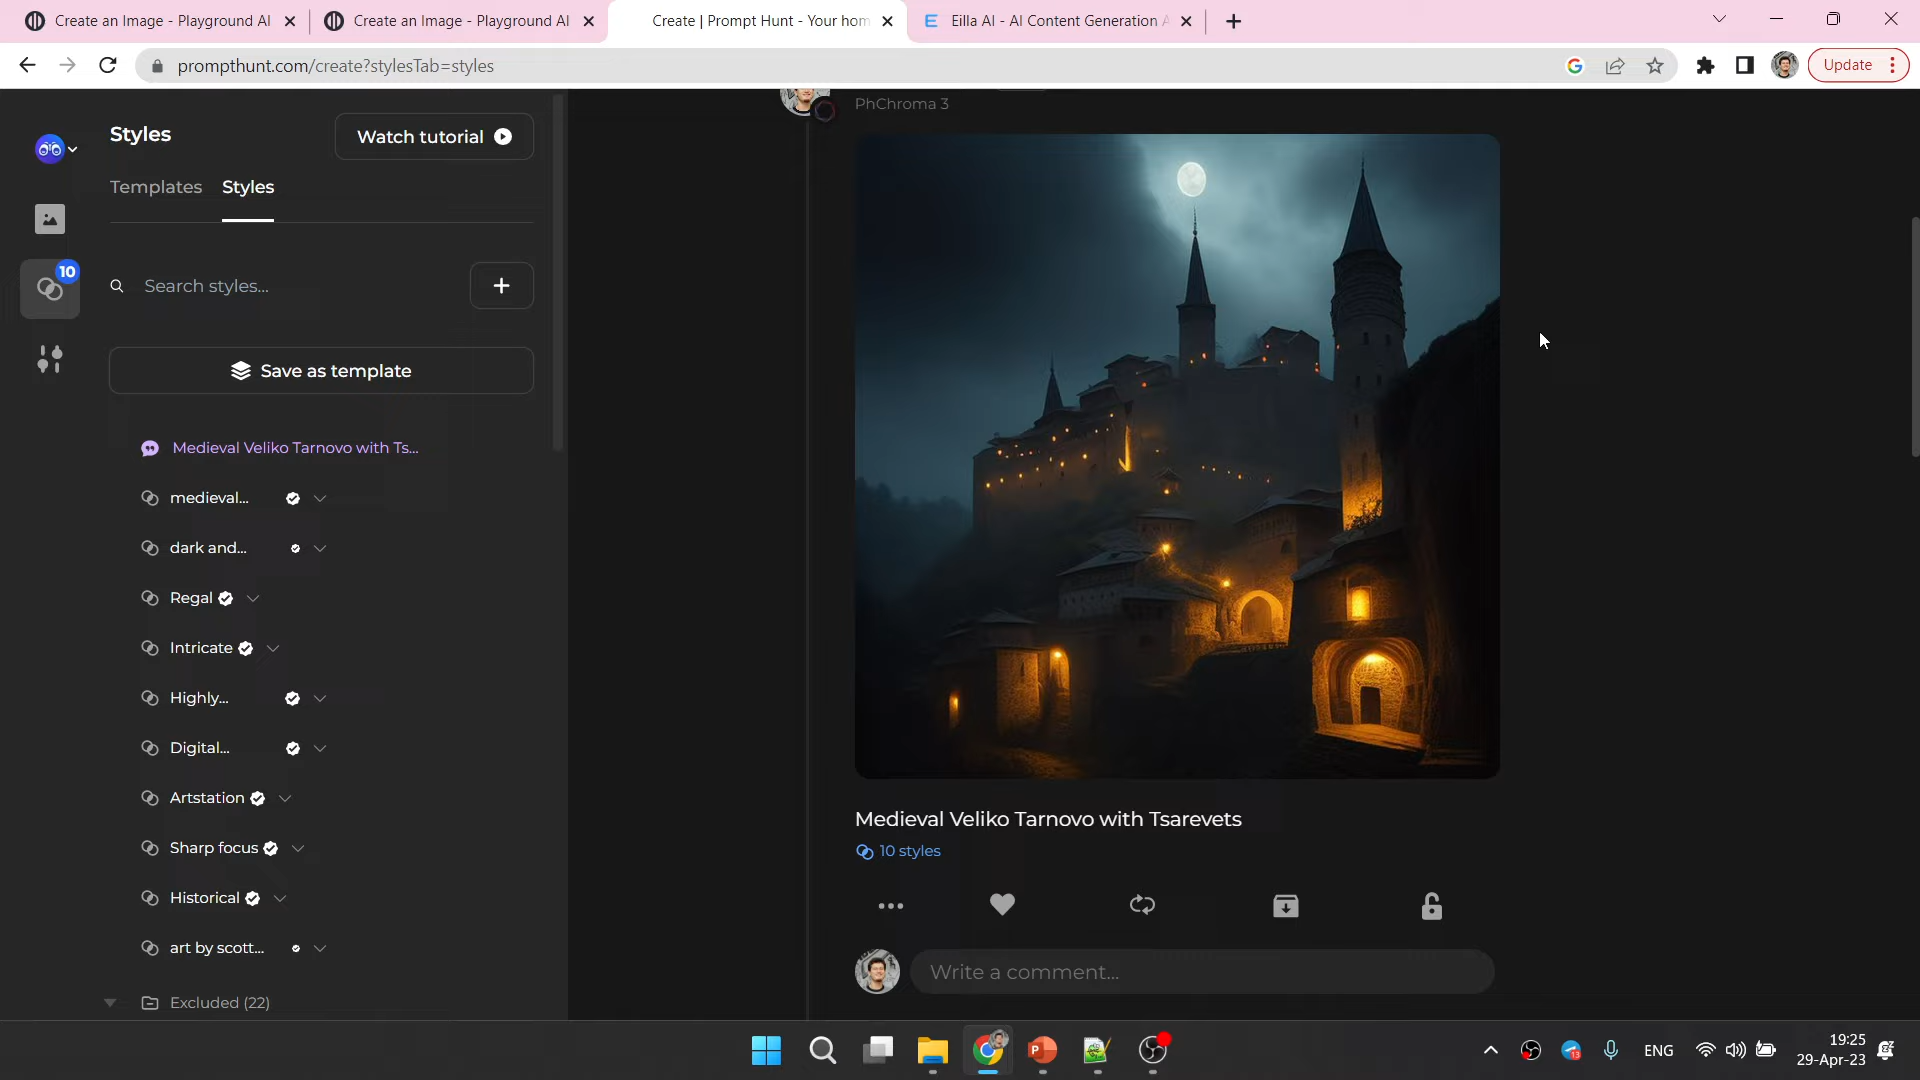 Create an Image - Playground AI
Create an Image - Playground AI
Create | Prompt Hunt - Your hom
Eilla AI - AI Content Generation A
prompthunt.com/create?stylesTab=styles
Update
Styles
Watch tutorial
Templates
Styles
10
Search styles...
Save as template
Medieval Veliko Tarnovo with Ts...
medieval...
dark and...
Regal
Intricate
Highly...
Digital...
Artstation
Sharp focus
Historical
art by scott...
Excluded (22)
PhChroma 3
Medieval Veliko Tarnovo with Tsarevets
10 styles
Write a comment...
13
ENG
19:25
29-Apr-23